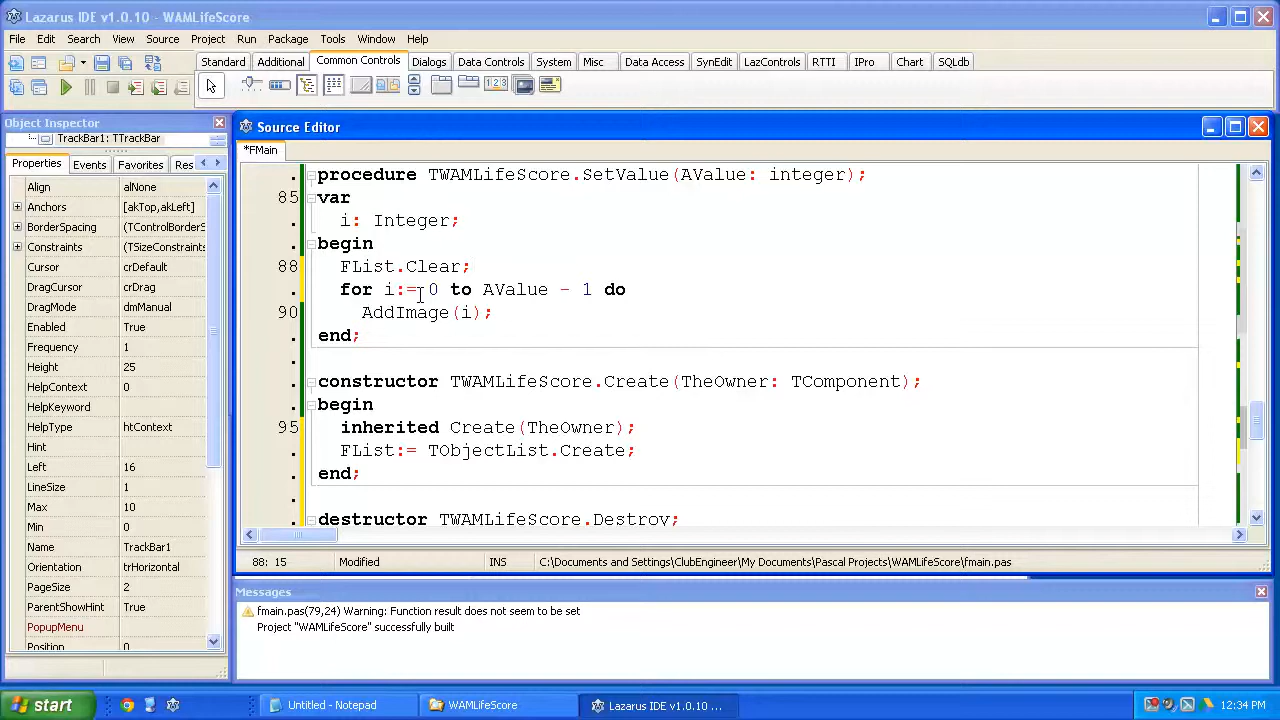 Lazarus IDE v1.0.10 - WAMLifeScore
File Edit Search View Source Project Run Package Tools Window Help
Standard Additional Common Controls Dialogs Data Controls System Misc Data Access SynEdit LazControls RTTI IPro Chart SQLdb
Object Inspector
TrackBar1: TTrackBar
Properties Events Favorites Res
Align alNone
Anchors [akTop,akLeft]
BorderSpacing (TControlBorderS
Constraints (TSizeConstraints
Cursor crDefault
DragCursor crDrag
DragMode dmManual
Enabled True
Frequency 1
Height 25
HelpContext 0
HelpKeyword
HelpType htContext
Hint
Left 16
LineSize 1
Max 10
Min 0
Name TrackBar1
Orientation trHorizontal
PageSize 2
ParentShowHint True
PopupMenu
Position 0
Source Editor
*FMain
. procedure TWAMLifeScore.SetValue(AValue: integer);
85 var
. i: Integer;
. begin
88 FList.Clear;
. for i:= 0 to AValue - 1 do
90 AddImage(i);
. end;
.
. constructor TWAMLifeScore.Create(TheOwner: TComponent);
. begin
95 inherited Create(TheOwner);
. FList:= TObjectList.Create;
. end;
.
. destructor TWAMLifeScore.Destroy;
88: 15 Modified INS C:\Documents and Settings\ClubEngineer\My Documents\Pascal Projects\WAMLifeScore\fmain.pas
Messages
fmain.pas(79,24) Warning: Function result does not seem to be set
Project "WAMLifeScore" successfully built
start Untitled - Notepad WAMLifeScore Lazarus IDE v1.0.10 ... 12:34 PM